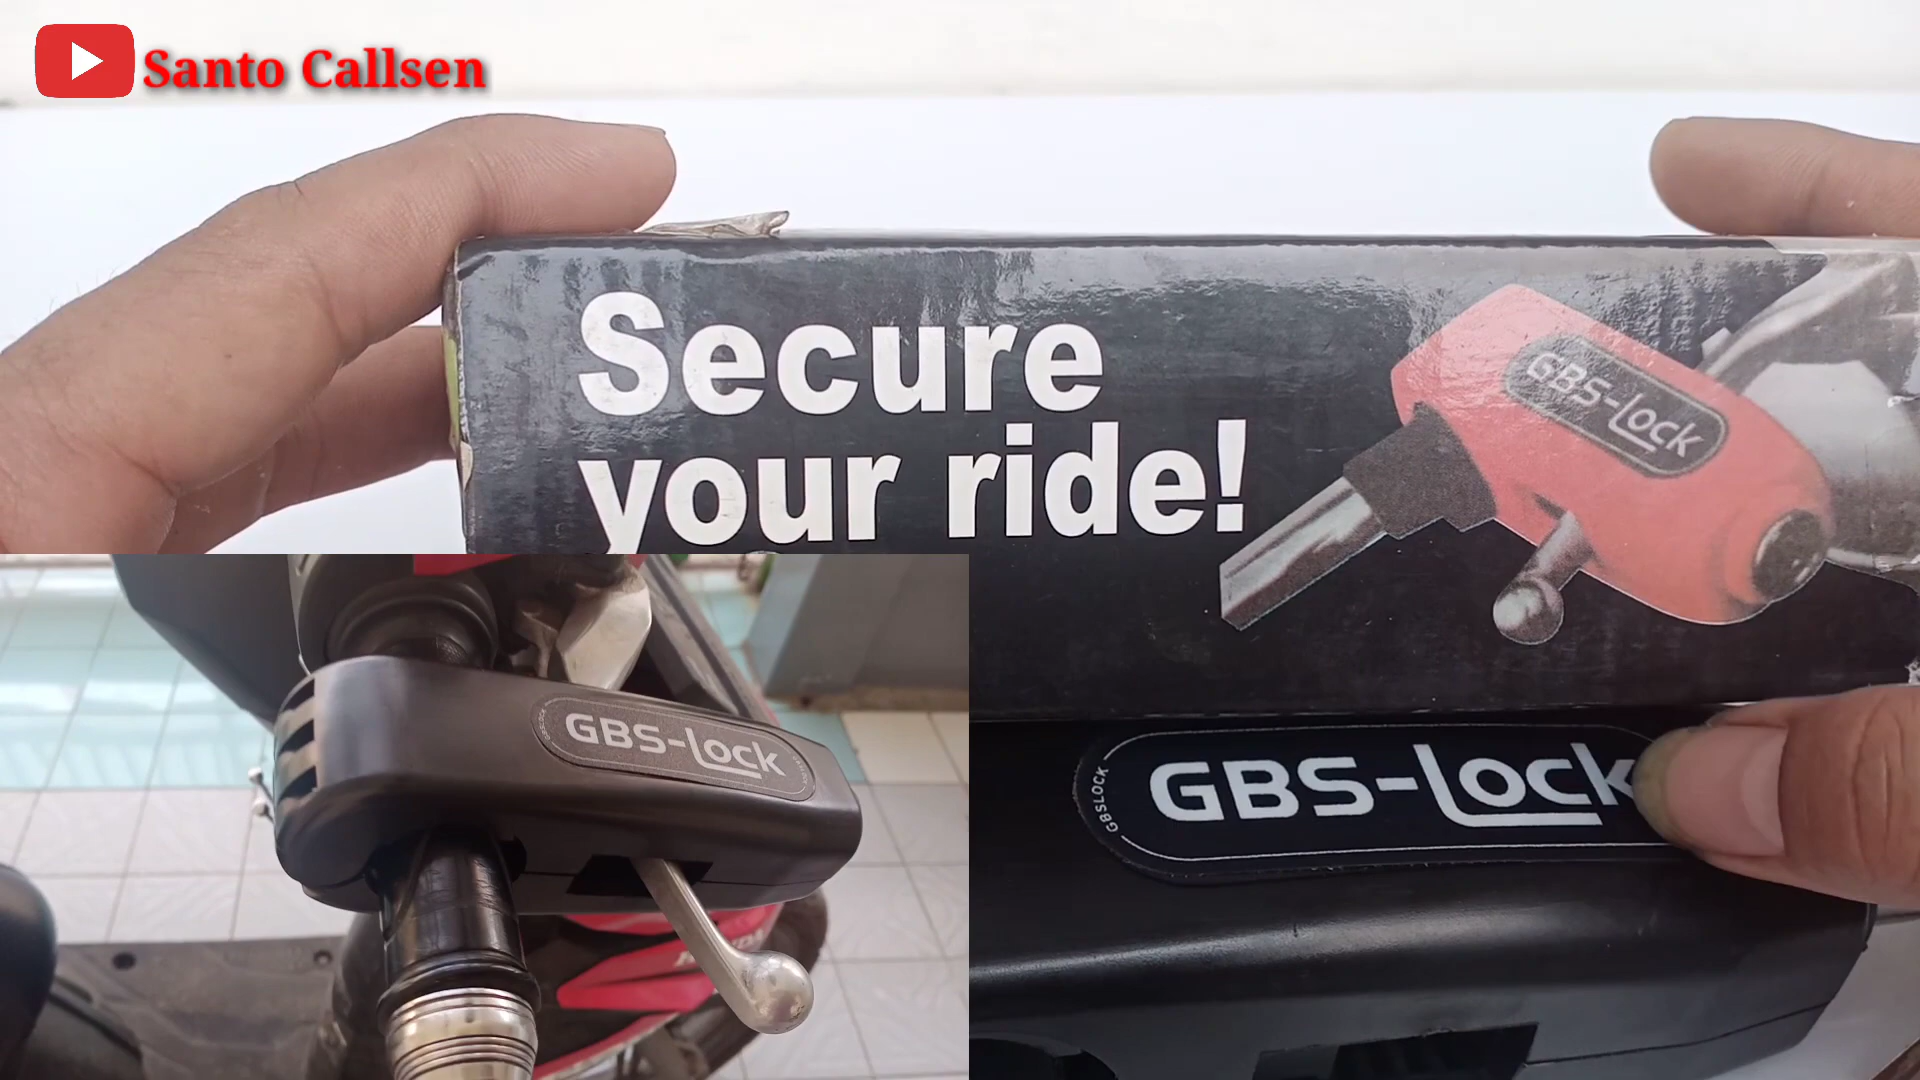 Santo Callsen
Secure
your ride!
GBS-Lock
GBS-Lock
GBSLOCK
GBS-Lock